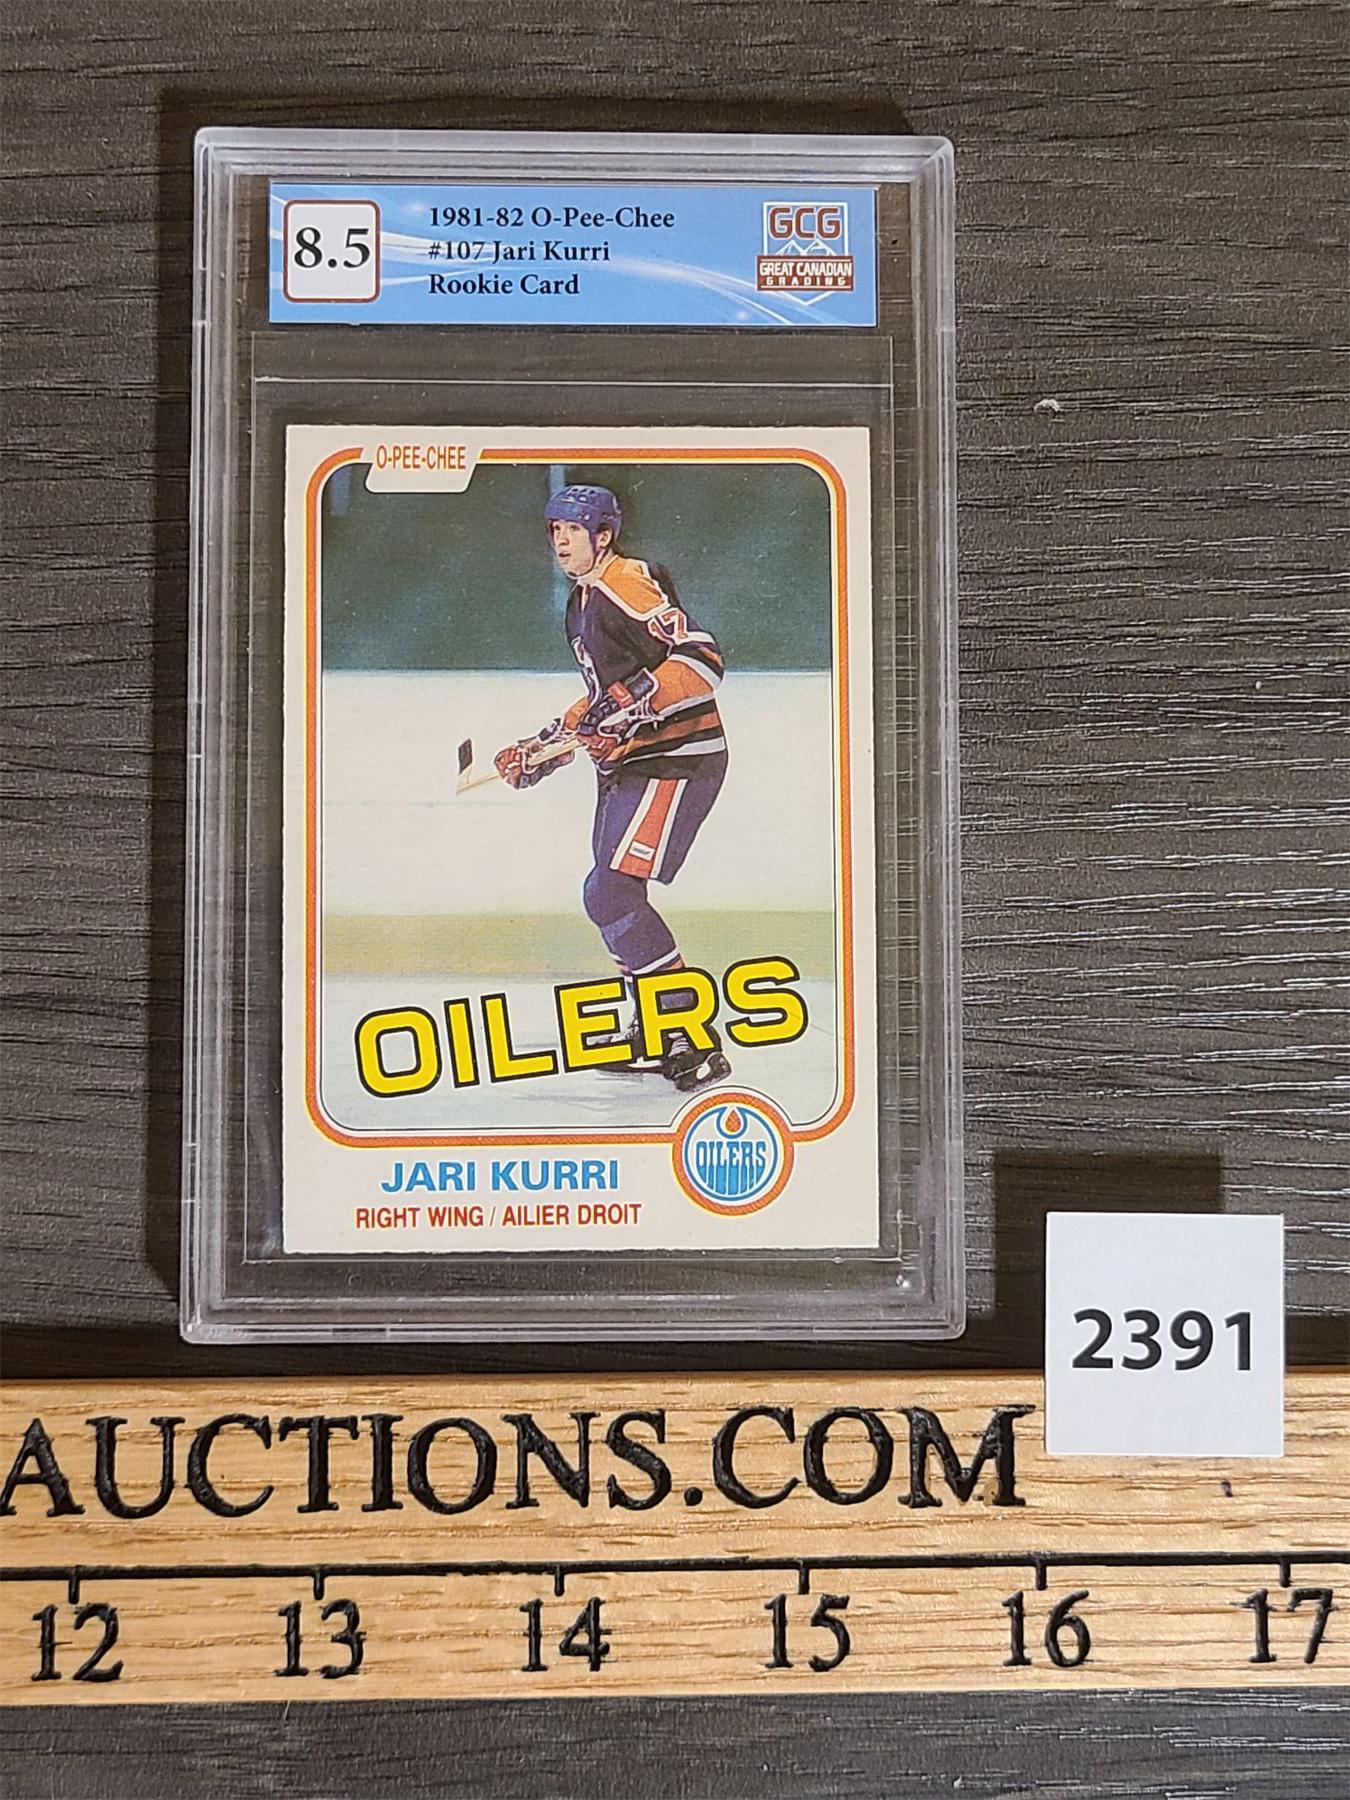 8.5
1981-82 O-Pee-Chee
#107 Jari Kurri
Rookie Card
GCG
GREAT CANADIAN
GRADING
O-PEE-CHEE
17
OILERS
OILERS
JARI KURRI
RIGHT WING / AILIER DROIT
2391
AUCTIONS.COM
12 13 14 15 16 17